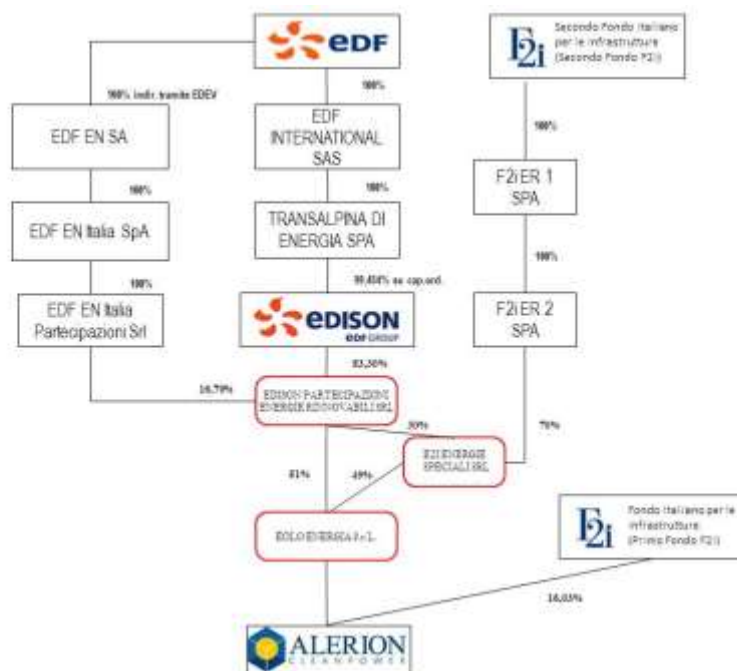 eDF
F2i
Secondo Fondo Italiano
per le Infrastrutture
(Secondo Fondo F2i)
100% indir. tramite EDEV
100%
EDF EN SA
EDF
INTERNATIONAL
SAS
100%
F2i ER 1
SPA
100%
100%
EDF EN Italia SpA
TRANSALPINA DI
ENERGIA SPA
100%
100%
99,484% su cap.ord.
EDF EN Italia
Partecipazioni Srl
eDISON
eDF GROUP
F2i ER 2
SPA
83,30%
16,70%
EDISON PARTECIPAZIONI
ENERGIE RINNOVABILI SRL
30%
70%
E2I ENERGIE
SPECIALI SRL
51%
49%
F2i
Fondo Italiano per le
Infrastrutture
(Primo Fondo F2i)
EOLO ENERGIA S.r.L.
16,03%
ALERION
CLEANPOWER